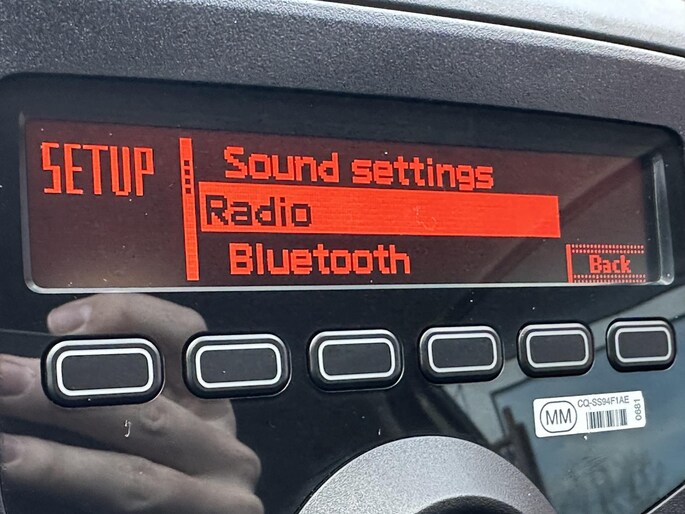 SETUP
Sound settings
Radio
Bluetooth
Back
MM
CQ-SS94F1AE
0681